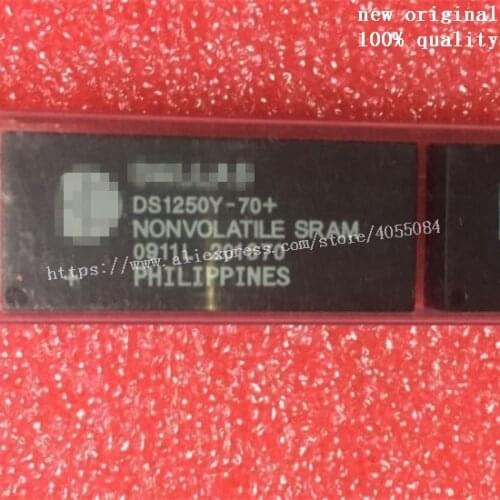 new original
100% quality
DS1250Y-70+
NONVOLATILE SRAM
https://www.aliexpress.com/store/4055084
PHILIPPINES